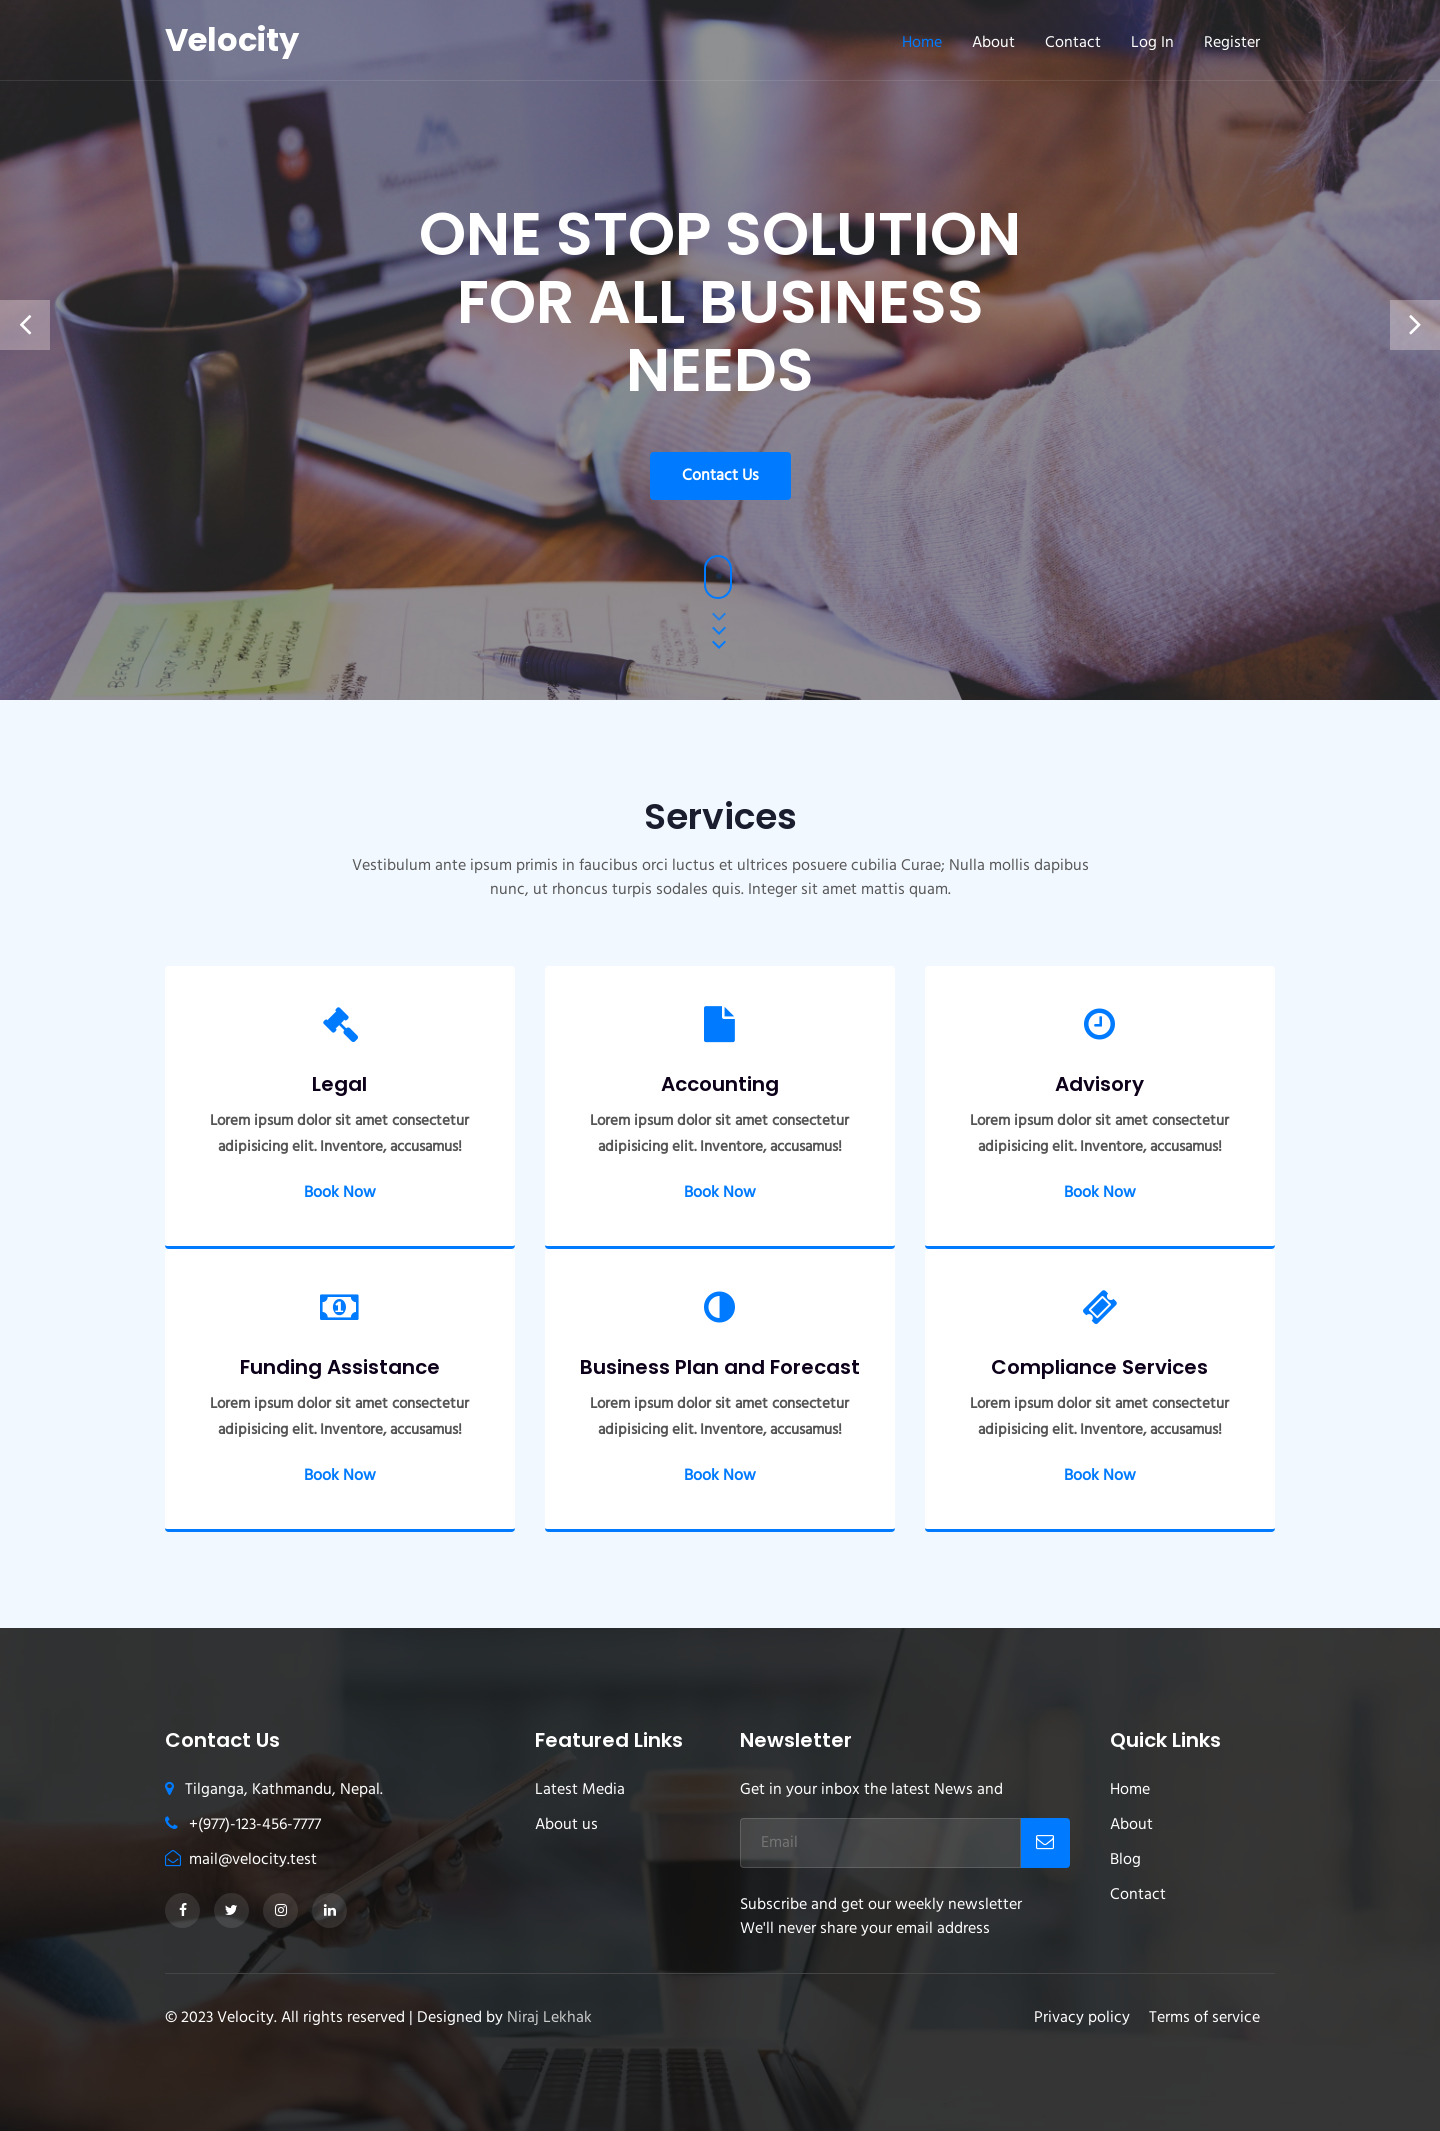 Velocity
Home About Contact Log In Register
ONE STOP SOLUTION
FOR ALL BUSINESS
NEEDS
Contact Us
BEFORE
Services
Vestibulum ante ipsum primis in faucibus orci luctus et ultrices posuere cubilia Curae; Nulla mollis dapibus
nunc, ut rhoncus turpis sodales quis. Integer sit amet mattis quam.
Legal
Lorem ipsum dolor sit amet consectetur
adipisicing elit. Inventore, accusamus!
Book Now
Accounting
Lorem ipsum dolor sit amet consectetur
adipisicing elit. Inventore, accusamus!
Book Now
Advisory
Lorem ipsum dolor sit amet consectetur
adipisicing elit. Inventore, accusamus!
Book Now
Funding Assistance
Lorem ipsum dolor sit amet consectetur
adipisicing elit. Inventore, accusamus!
Book Now
Business Plan and Forecast
Lorem ipsum dolor sit amet consectetur
adipisicing elit. Inventore, accusamus!
Book Now
Compliance Services
Lorem ipsum dolor sit amet consectetur
adipisicing elit. Inventore, accusamus!
Book Now
Contact Us
Tilganga, Kathmandu, Nepal.
+(977)-123-456-7777
mail@velocity.test
Featured Links
Latest Media
About us
Newsletter
Get in your inbox the latest News and
Email
Subscribe and get our weekly newsletter
We'll never share your email address
Quick Links
Home
About
Blog
Contact
© 2023 Velocity. All rights reserved | Designed by Niraj Lekhak
Privacy policy Terms of service